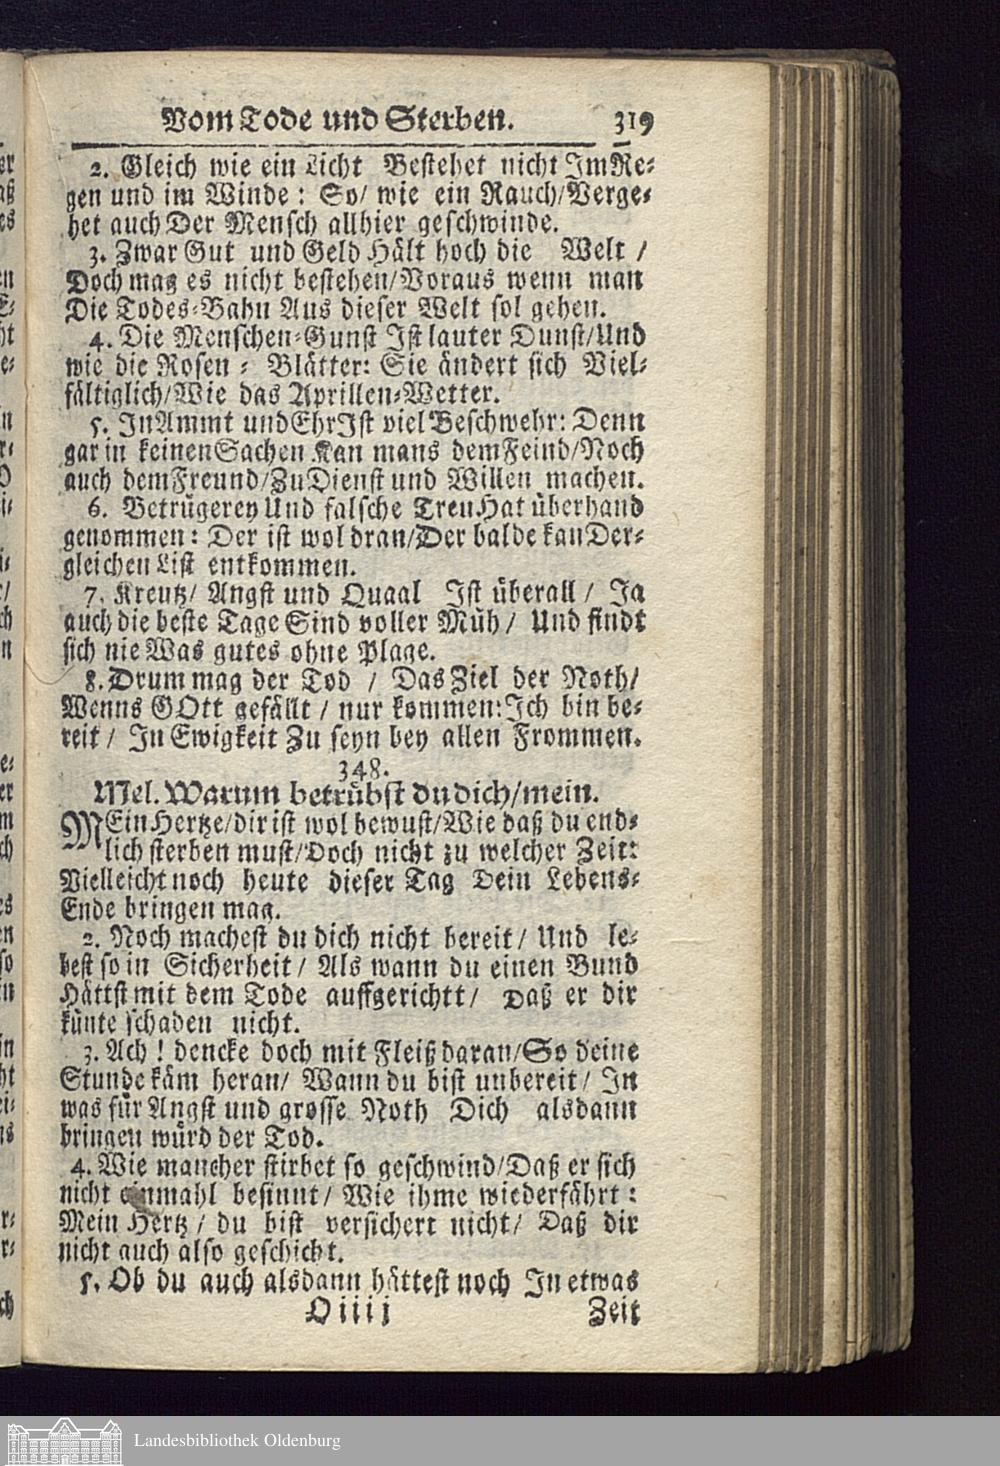 Vom Tode und Sterben. 319
2. Gleich wie ein Licht Bestehet nicht Im Re-
gen und im Winde: So/ wie ein Rauch/Verge-
het auch Der Mensch allhier geschwinde.
3. Zwar Gut und Geld Hält hoch die Welt /
Doch mag es nicht bestehen/Voraus wenn man
Die Todes-Bahn Aus dieser Welt sol gehen.
4. Die Menschen-Gunst Ist lauter Dunst/Und
wie die Rosen - Blätter: Sie ändert sich Viel-
fältiglich/Wie das Aprillen-Wetter.
5. In Ammt und Ehr Ist viel Beschwehr: Denn
gar in keinen Sachen Kan mans dem Feind/Noch
auch dem Freund/Zu Dienst und Willen machen.
6. Betrügerey Und falsche Treu Hat überhand
genommen: Der ist wol dran/Der balde kan Der-
gleichen List entkommen.
7. Kreutz/ Angst und Quaal Ist überall / Ja
auch die beste Tage Sind voller Müh / Und findt
sich nie Was gutes ohne Plage.
8. Drum mag der Tod / Das Ziel der Noth/
Wenns GOtt gefällt / nur kommen: Ich bin be-
reit / In Ewigkeit Zu seyn bey allen Frommen.
348.
Mel. Warum betrübst du dich/mein.
MEin Hertze/dir ist wol bewust/Wie daß du end-
lich sterben must/Doch nicht zu welcher Zeit:
Vielleicht noch heute dieser Tag Dein Lebens-
Ende bringen mag.
2. Noch machest du dich nicht bereit / Und le-
best so in Sicherheit / Als wann du einen Bund
Hättst mit dem Tode auffgerichtt / Daß er dir
künte schaden nicht.
3. Ach ! dencke doch mit Fleiß daran/So deine
Stunde käm heran/ Wann du bist unbereit / In
was für Angst und grosse Noth Dich alsdann
bringen würd der Tod.
4. Wie mancher stirbet so geschwind/Daß er sich
nicht einmahl besinnt / Wie ihme wiederfährt:
Mein Hertz / du bist versichert nicht / Daß dir
nicht auch also geschicht.
5. Ob du auch alsdann hättest noch In etwas
O iiij Zeit
Landesbibliothek Oldenburg